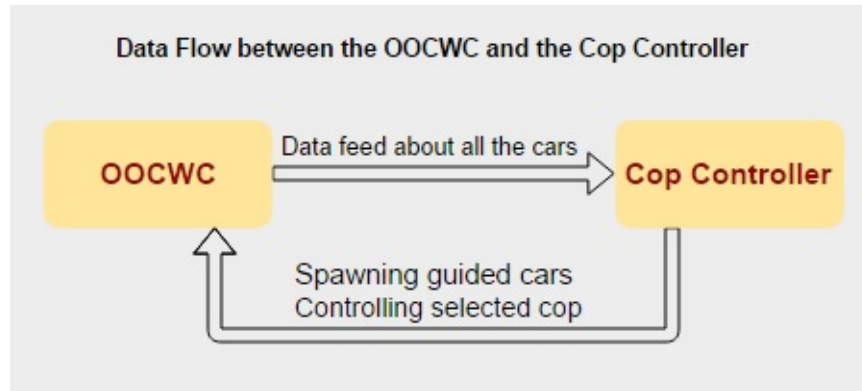 Data Flow between the OOCWC and the Cop Controller
OOCWC
Data feed about all the cars
Cop Controller
Spawning guided cars
Controlling selected cop